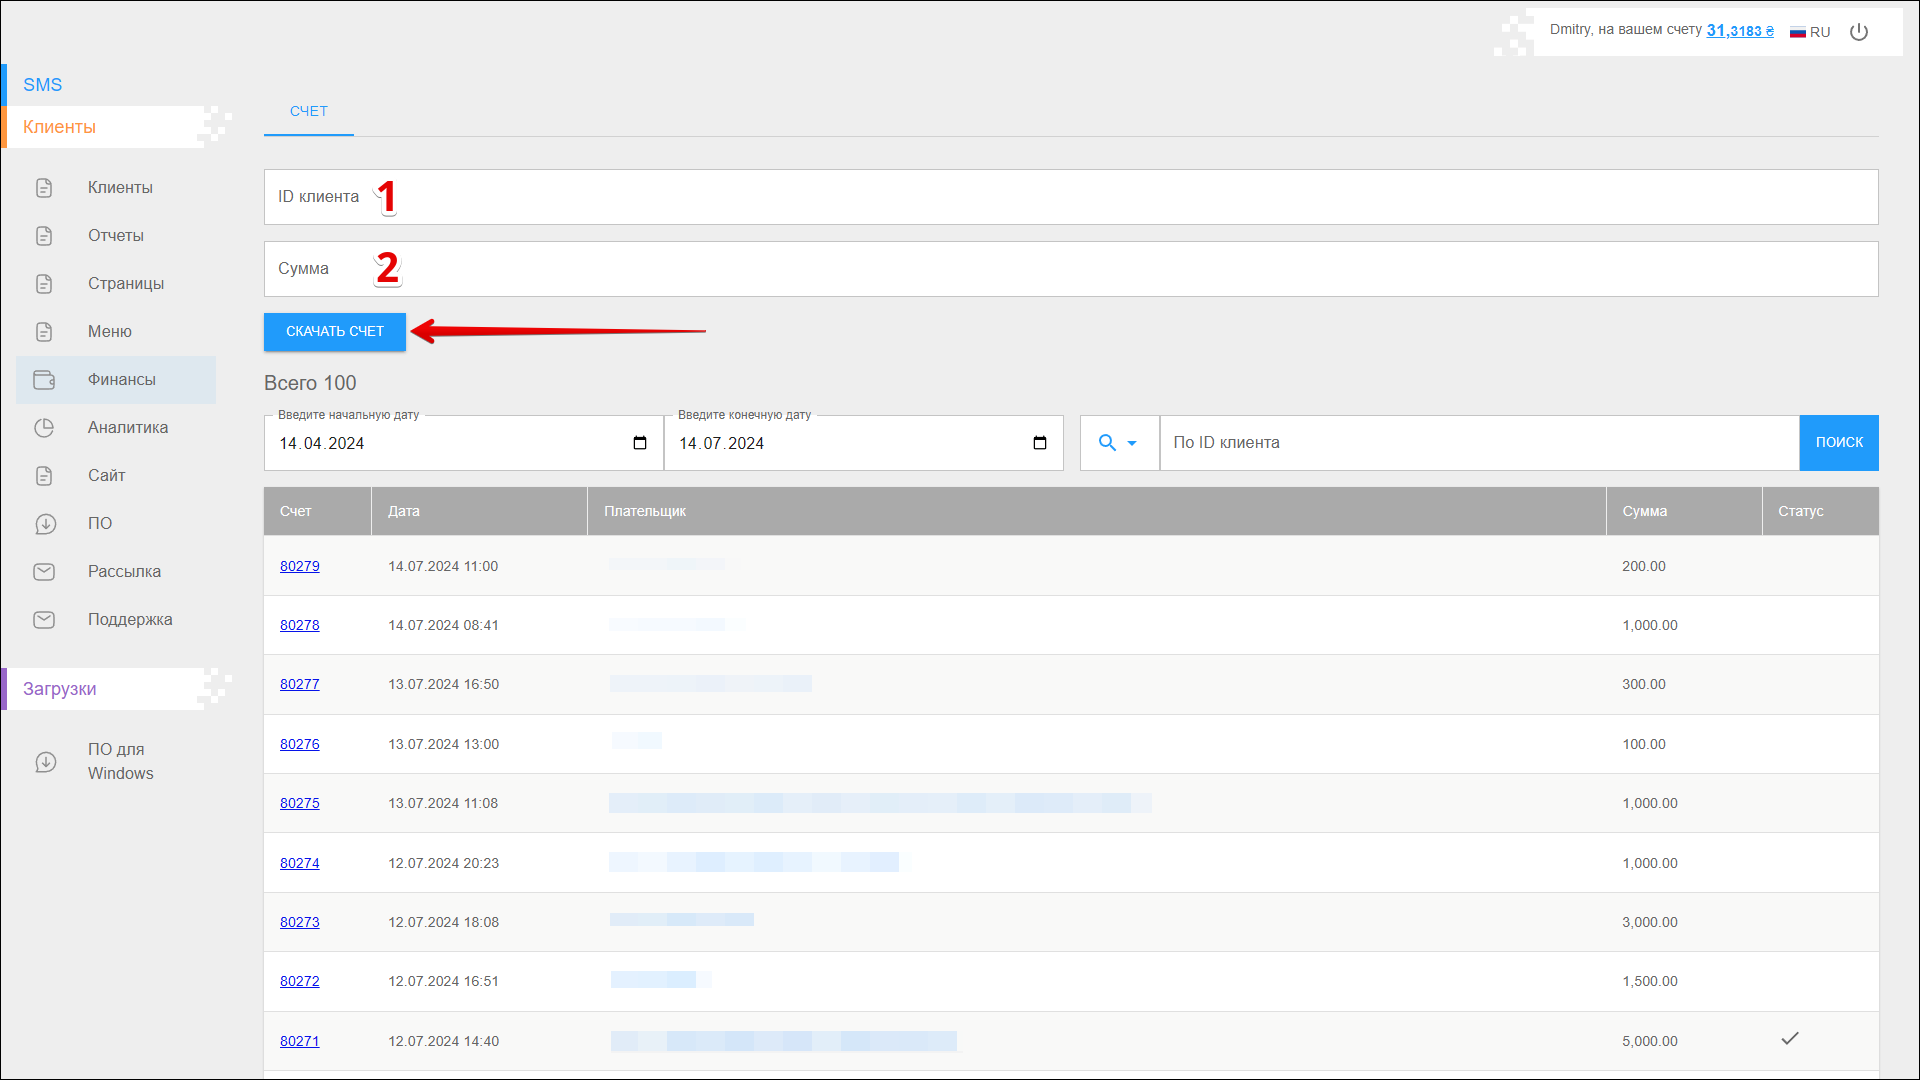 Dmitry, на вашем счету 31,3183 ₴ RU
SMS
Клиенты
Клиенты
Отчеты
Страницы
Меню
Финансы
Аналитика
Сайт
ПО
Рассылка
Поддержка
Загрузки
ПО для
Windows
СЧЕТ
ID клиента 1
Сумма 2
СКАЧАТЬ СЧЕТ
Всего 100
Введите начальную дату Введите конечную дату
14.04.2024 14.07.2024 По ID клиента ПОИСК
Счет Дата Плательщик Сумма Статус
80279 14.07.2024 11:00 200.00
80278 14.07.2024 08:41 1,000.00
80277 13.07.2024 16:50 300.00
80276 13.07.2024 13:00 100.00
80275 13.07.2024 11:08 1,000.00
80274 12.07.2024 20:23 1,000.00
80273 12.07.2024 18:08 3,000.00
80272 12.07.2024 16:51 1,500.00
80271 12.07.2024 14:40 5,000.00